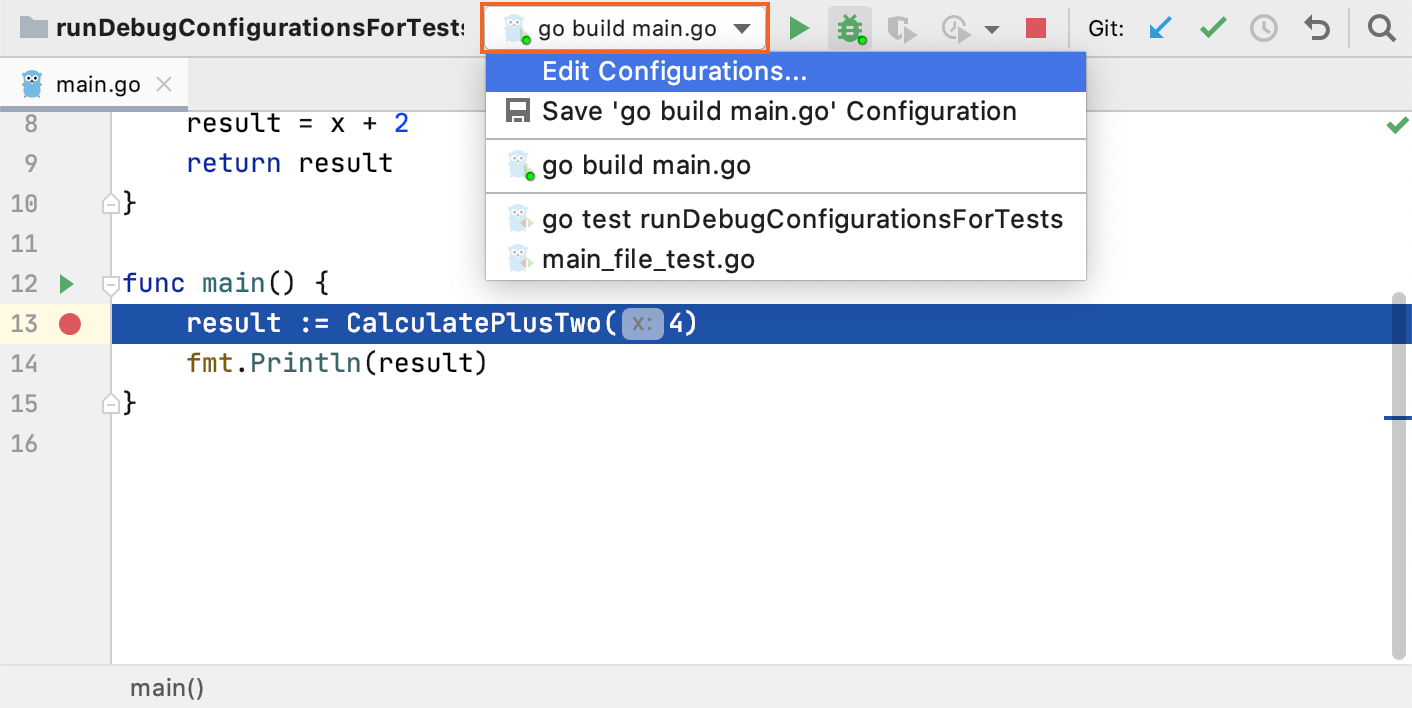 runDebugConfigurationsForTests
go build main.go
Git:
main.go
Edit Configurations...
Save 'go build main.go' Configuration
go build main.go
go test runDebugConfigurationsForTests
main_file_test.go
8 result = x + 2
9 return result
10 }
11
12 func main() {
13 result := CalculatePlusTwo( x: 4)
14 fmt.Println(result)
15 }
16
main()